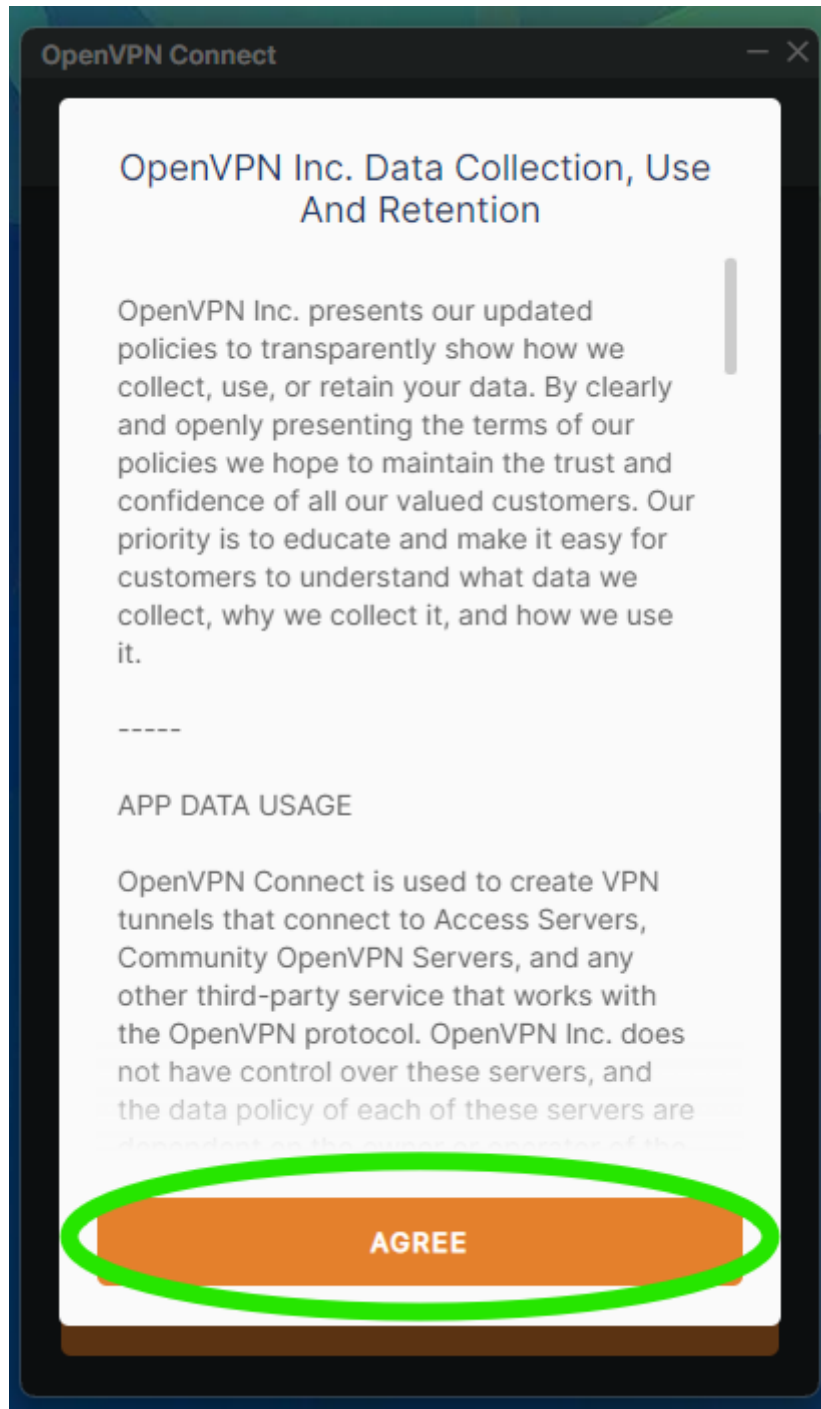 OpenVPN Connect
OpenVPN Inc. Data Collection, Use
And Retention
OpenVPN Inc. presents our updated
policies to transparently show how we
collect, use, or retain your data. By clearly
and openly presenting the terms of our
policies we hope to maintain the trust and
confidence of all our valued customers. Our
priority is to educate and make it easy for
customers to understand what data we
collect, why we collect it, and how we use
it.
-----
APP DATA USAGE
OpenVPN Connect is used to create VPN
tunnels that connect to Access Servers,
Community OpenVPN Servers, and any
other third-party service that works with
the OpenVPN protocol. OpenVPN Inc. does
not have control over these servers, and
the data policy of each of these servers are
AGREE